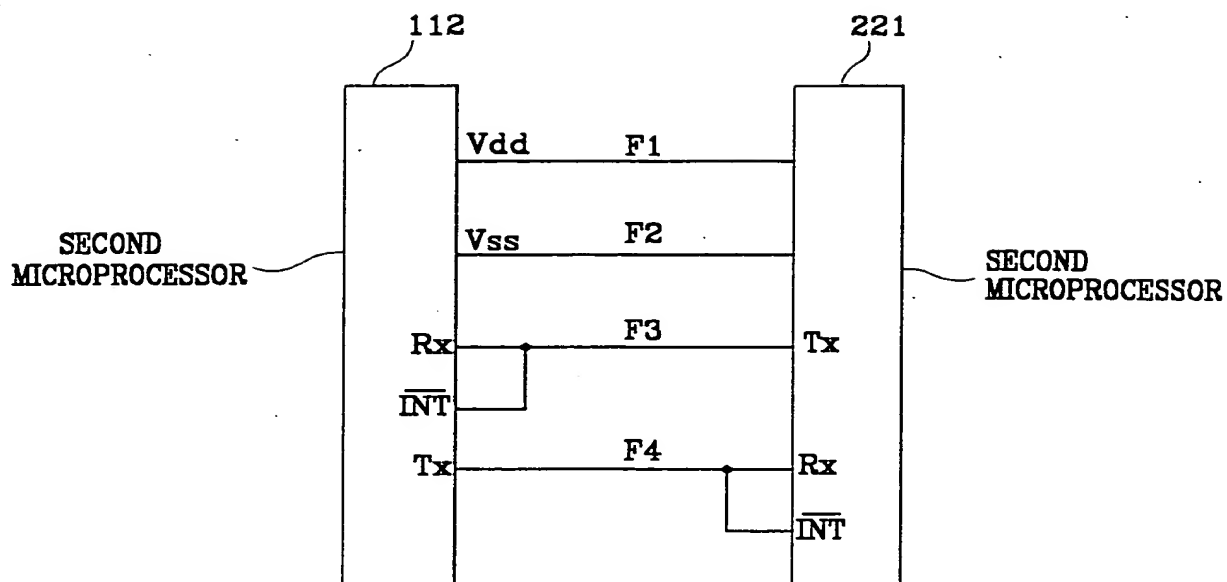 112
221
Vdd
F1
Vss
F2
SECOND
MICROPROCESSOR
SECOND
MICROPROCESSOR
Rx
F3
Tx
INT
Tx
F4
Rx
INT